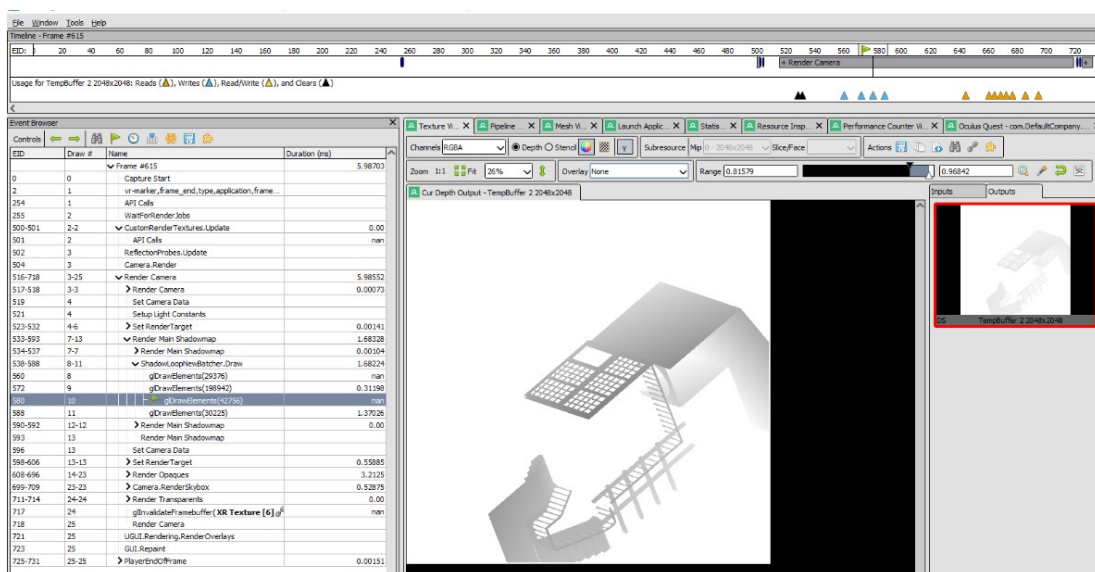 File Window Tools Help
Timeline - Frame #615
EID: 20 40 60 80 100 120 140 160 180 200 220 240 260 280 300 320 340 360 380 400 420 440 460 480 500 520 540 560 580 600 620 640 660 680 700 720
+ Render Camera
Usage for TempBuffer 2 2048x2048: Reads (▲), Writes (▲), Read/Write (▲), and Clears (▲)
Event Browser
Controls
EID Draw # Name Duration (ms)
Frame #615 5.98703
0 0 Capture Start
2 1 vr-marker,frame_end,type,application,frame...
254 1 API Calls
255 2 WaitForRenderJobs
500-501 2-2 CustomRenderTextures.Update 0.00
501 2 API Calls nan
502 3 ReflectionProbes.Update
504 3 Camera.Render
516-718 3-25 Render Camera 5.98552
517-518 3-3 Render Camera 0.00073
519 4 Set Camera Data
521 4 Setup Light Constants
523-532 4-6 Set RenderTarget 0.00141
533-593 7-13 Render Main Shadowmap 1.68328
534-537 7-7 Render Main Shadowmap 0.00104
538-588 8-11 ShadowLoopNewBatcher.Draw 1.68224
560 8 glDrawElements(29376) nan
572 9 glDrawElements(198942) 0.31198
580 10 glDrawElements(42756) nan
588 11 glDrawElements(30225) 1.37026
590-592 12-12 Render Main Shadowmap 0.00
593 13 Render Main Shadowmap
596 13 Set Camera Data
598-606 13-13 Set RenderTarget 0.55885
608-696 14-23 Render Opaques 3.2125
699-709 23-23 Camera.RenderSkybox 0.52875
711-714 24-24 Render Transparents 0.00
717 24 glInvalidateFramebuffer(XR Texture [6] nan
718 25 Render Camera
721 25 UGUI.Rendering.RenderOverlays
723 25 GUI.Repaint
725-731 25-25 PlayerEndOfFrame 0.00151
Texture Vi... X Pipeline ... X Mesh Vi... X Launch Applic... X Statis... X Resource Insp... X Performance Counter Vi... X Oculus Quest - com.DefaultCompany....
Channels RGBA Depth Stencil γ Subresource Mip 0 - 2048x2048 Slice/Face Actions
Zoom 1:1 Fit 26% Overlay None Range 0.81579 0.96842
Cur Depth Output - TempBuffer 2 2048x2048
Inputs Outputs
DS TempBuffer 2 2048x2048